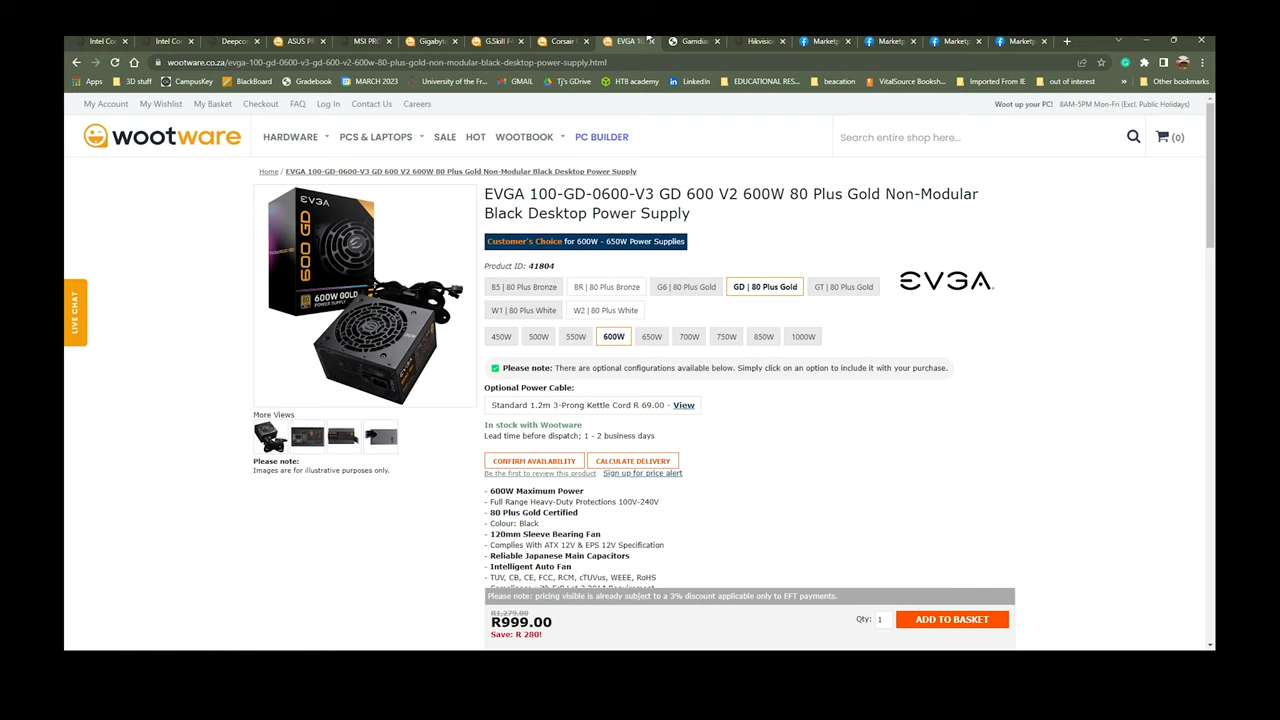 Intel Co
Intel Co
Deepcoo
ASUS P
MSI PRO
Gigabyt
G.Skill F
Corsair
EVGA 10
Gamdia
Hikvision
Marketp
Marketp
Marketp
Marketp
wootware.co.za/evga-100-gd-0600-v3-gd-600-v2-600w-80-plus-gold-non-modular-black-desktop-power-supply.html
Apps
3D stuff
CampusKey
BlackBoard
Gradebook
MARCH 2023
University of the Fr...
GMAIL
Tj's GDrive
HTB academy
LinkedIn
EDUCATIONAL RES...
beacation
VitalSource Booksh...
Imported From IE
out of interest
»
Other bookmarks
My Account
My Wishlist
My Basket
Checkout
FAQ
Log In
Contact Us
Careers
Woot up your PC! 8AM-5PM Mon-Fri (Excl. Public Holidays)
wootware
HARDWARE
PCS & LAPTOPS
SALE
HOT
WOOTBOOK
PC BUILDER
Search entire shop here...
(0)
Home / EVGA 100-GD-0600-V3 GD 600 V2 600W 80 Plus Gold Non-Modular Black Desktop Power Supply
EVGA
600 GD
600W GOLD
POWER SUPPLY
EVGA 100-GD-0600-V3 GD 600 V2 600W 80 Plus Gold Non-Modular
Black Desktop Power Supply
Customer's Choice for 600W - 650W Power Supplies
Product ID: 41804
B5 | 80 Plus Bronze
BR | 80 Plus Bronze
G6 | 80 Plus Gold
GD | 80 Plus Gold
GT | 80 Plus Gold
EVGA
W1 | 80 Plus White
W2 | 80 Plus White
450W
500W
550W
600W
650W
700W
750W
850W
1000W
LIVE CHAT
Please note: There are optional configurations available below. Simply click on an option to include it with your purchase.
Optional Power Cable:
Standard 1.2m 3-Prong Kettle Cord R 69.00 - View
More Views
In stock with Wootware
Lead time before dispatch; 1 - 2 business days
Please note:
Images are for illustrative purposes only.
CONFIRM AVAILABILITY
CALCULATE DELIVERY
Be the first to review this product
Sign up for price alert
- 600W Maximum Power
- Full Range Heavy-Duty Protections 100V-240V
- 80 Plus Gold Certified
- Colour: Black
- 120mm Sleeve Bearing Fan
- Complies With ATX 12V & EPS 12V Specification
- Reliable Japanese Main Capacitors
- Intelligent Auto Fan
- TUV, CB, CE, FCC, RCM, cTUVus, WEEE, RoHS
Please note: pricing visible is already subject to a 3% discount applicable only to EFT payments.
R1,279.00
R999.00
Save: R 280!
Qty: 1
ADD TO BASKET